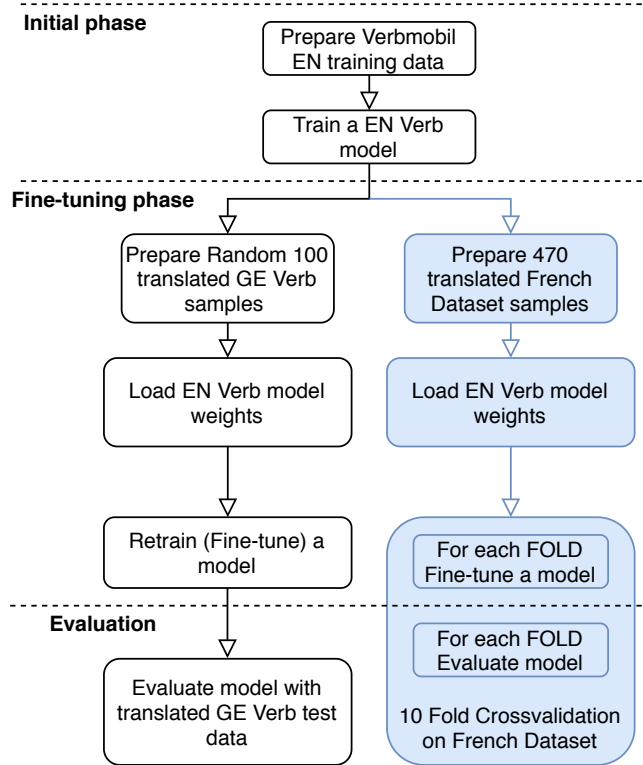 Initial phase
Prepare Verbmobil
EN training data
Train a EN Verb
model
Fine-tuning phase
Prepare Random 100
translated GE Verb
samples
Prepare 470
translated French
Dataset samples
Load EN Verb model
weights
Load EN Verb model
weights
Retrain (Fine-tune) a
model
For each FOLD
Fine-tune a model
Evaluation
For each FOLD
Evaluate model
Evaluate model with
translated GE Verb test
data
10 Fold Crossvalidation
on French Dataset